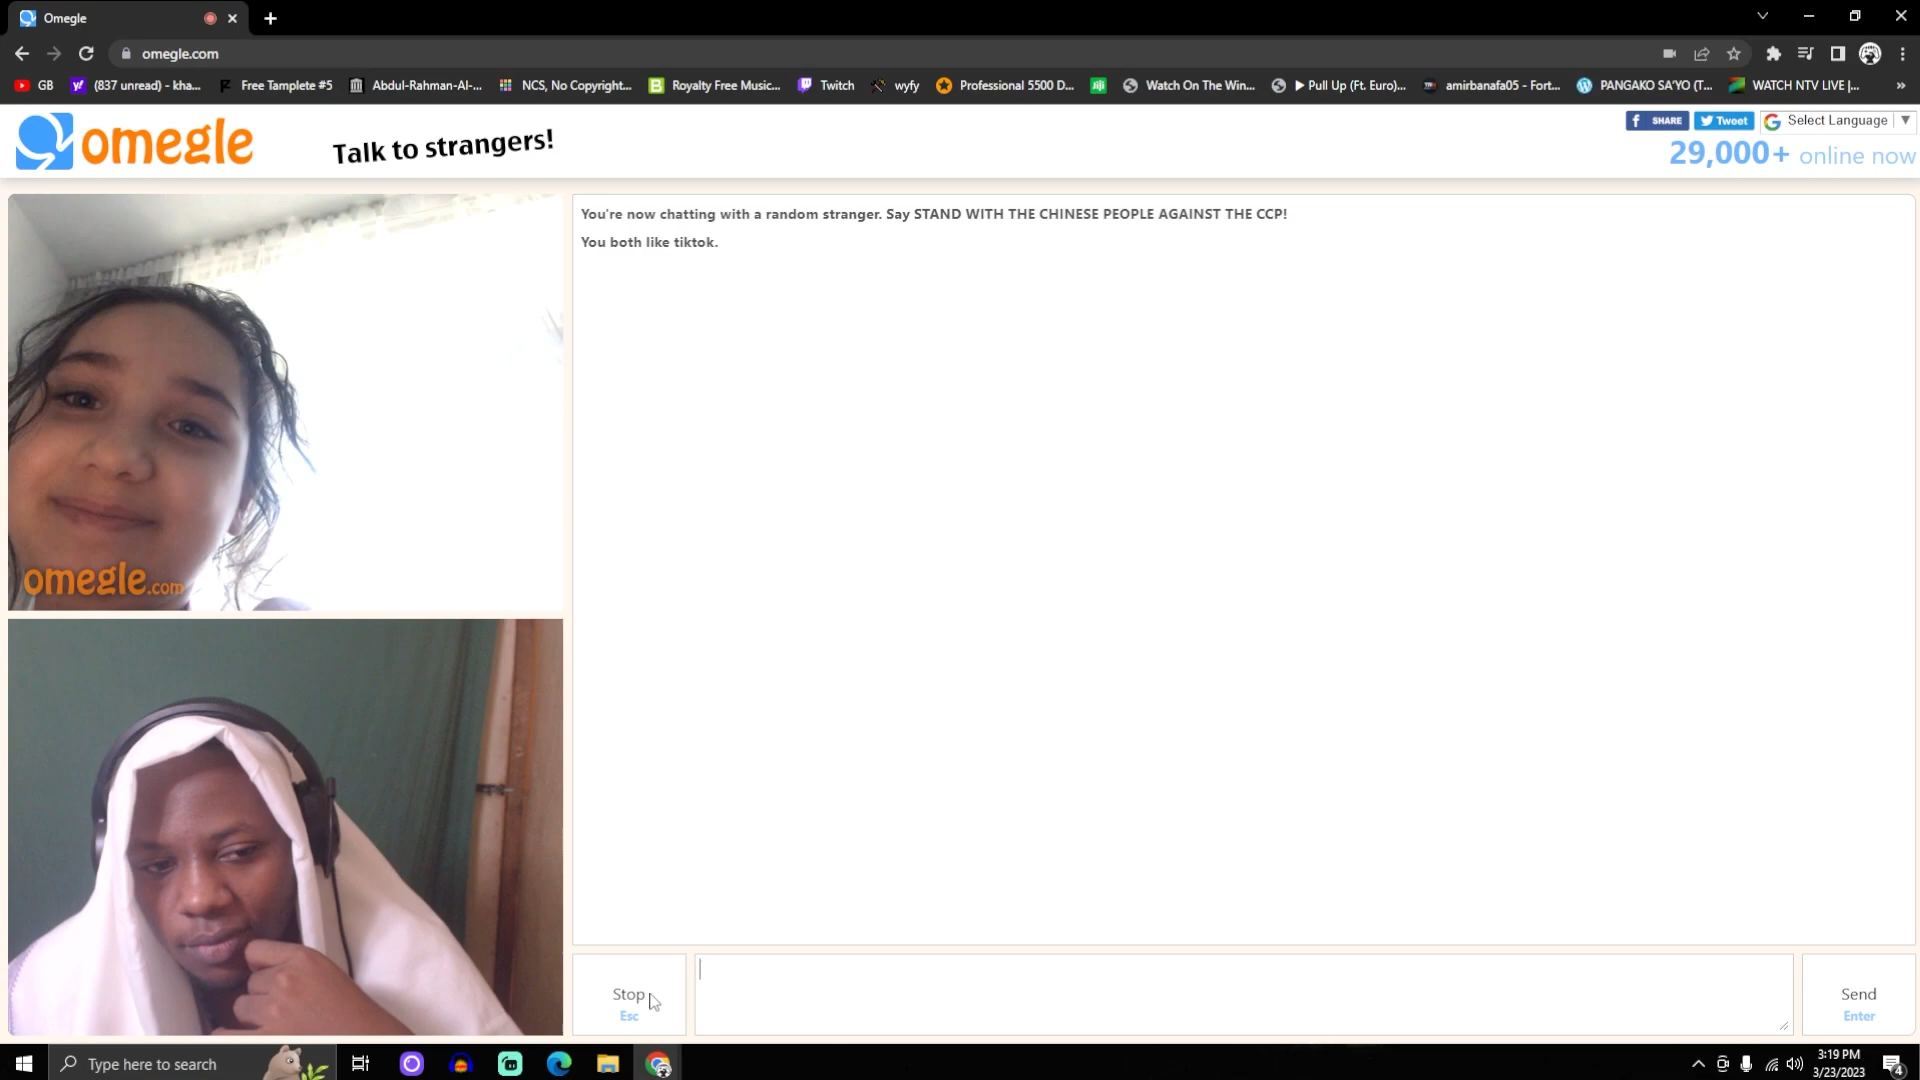 Omegle
omegle.com
GB
(837 unread) - kha...
Free Tamplete #5
Abdul-Rahman-Al-...
NCS, No Copyright...
Royalty Free Music...
Twitch
wyfy
Professional 5500 D...
Watch On The Win...
▶ Pull Up (Ft. Euro)...
amirbanafa05 - Fort...
PANGAKO SA'YO (T...
WATCH NTV LIVE |...
»
omegle
Talk to strangers!
SHARE
Tweet
Select Language
29,000+ online now
You're now chatting with a random stranger. Say STAND WITH THE CHINESE PEOPLE AGAINST THE CCP!
You both like tiktok.
omegle.com
Stop
Esc
Send
Enter
Type here to search
3:19 PM
3/23/2023
4